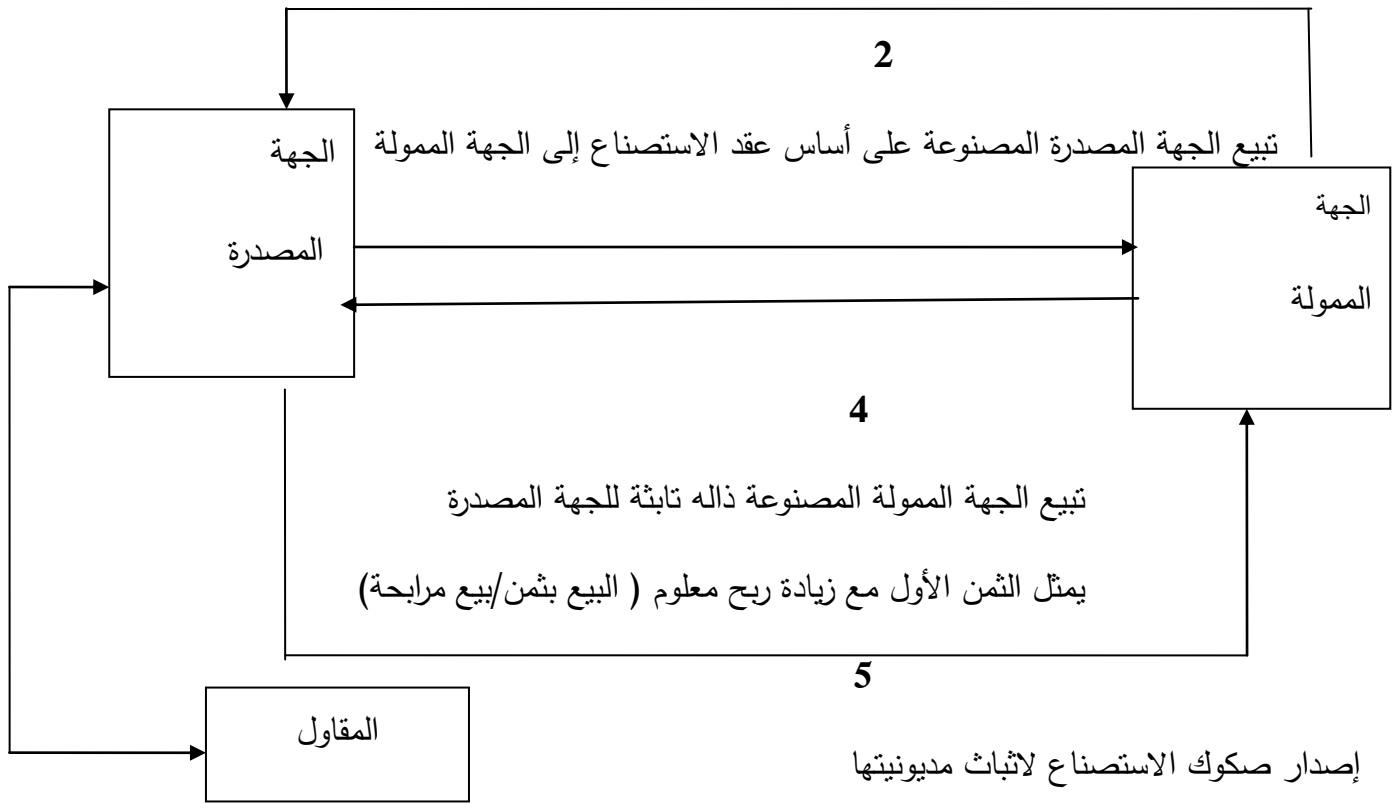 2
تبيع الجهة المصدرة المصنوعة على أساس عقد الاستصناع إلى الجهة الممولة
الجهة
المصدرة
الجهة
الممولة
4
تبيع الجهة الممولة المصنوعة ذاله تابثة للجهة المصدرة
يمثل الثمن الأول مع زيادة ربح معلوم ( البيع بثمن/بيع مرابحة)
5
المقاول
إصدار صكوك الاستصناع لاثباث مديونيتها